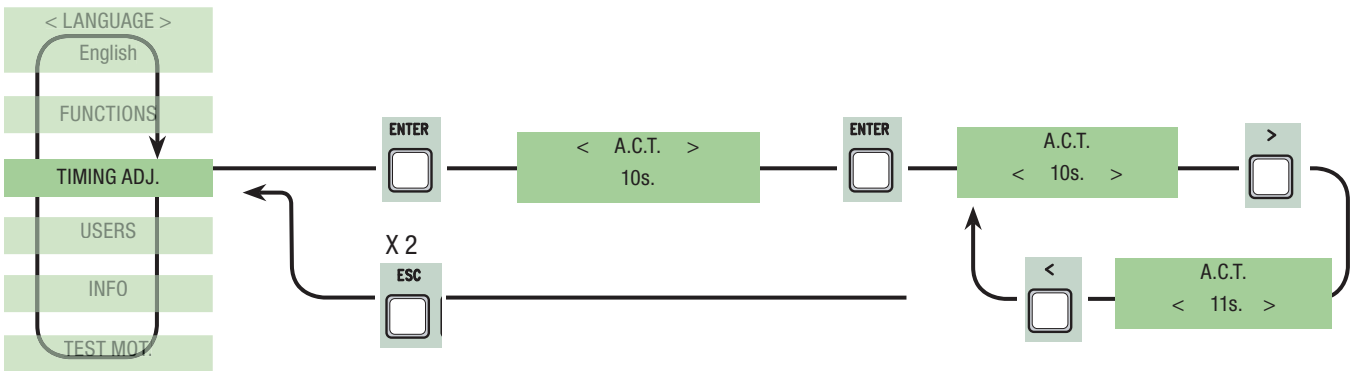 < LANGUAGE >
English
FUNCTIONS
TIMING ADJ.
USERS
INFO
TEST MOT.
ENTER
< A.C.T. >
10s.
ENTER
A.C.T.
< 10s. >
>
X 2
ESC
<
A.C.T.
< 11s. >